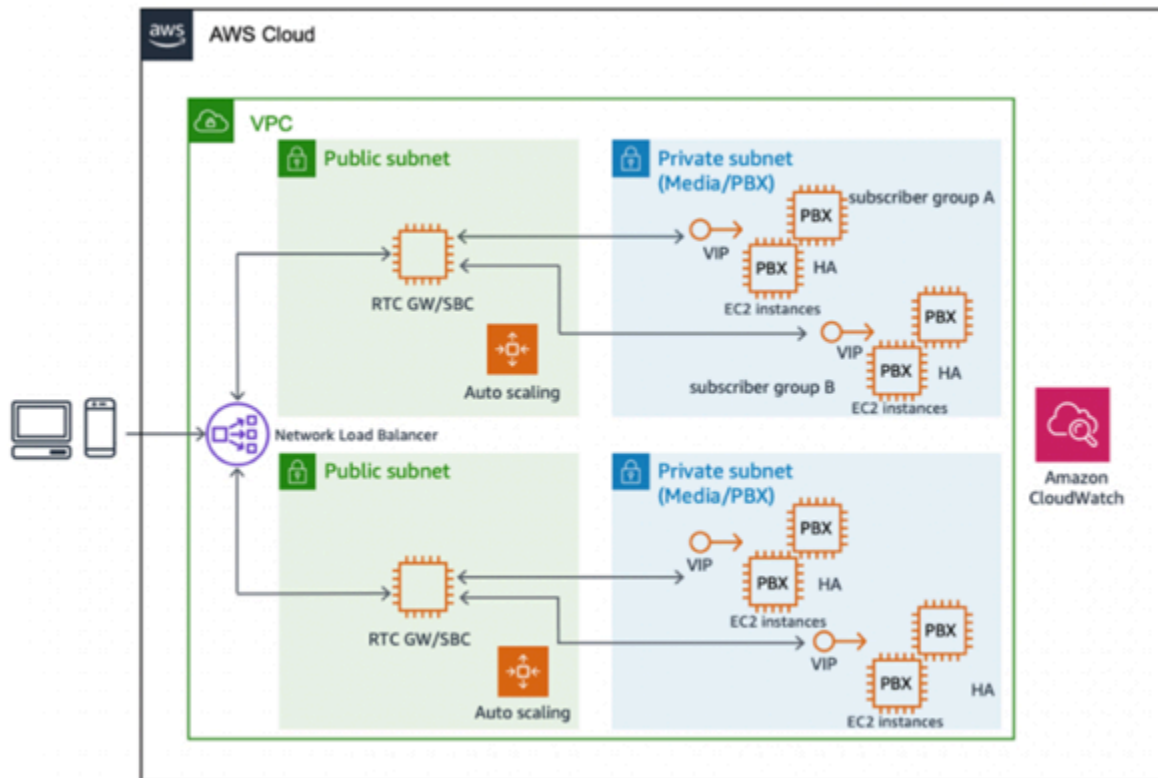 aws
AWS Cloud
VPC
Public subnet
Private subnet
(Media/PBX)
PBX
subscriber group A
VIP
PBX
HA
EC2 instances
RTC GW/SBC
PBX
VIP
PBX
HA
Auto scaling
subscriber group B
EC2 instances
Network Load Balancer
Public subnet
Private subnet
(Media/PBX)
Amazon
CloudWatch
PBX
VIP
PBX
HA
EC2 instances
RTC GW/SBC
PBX
VIP
PBX
HA
Auto scaling
EC2 instances